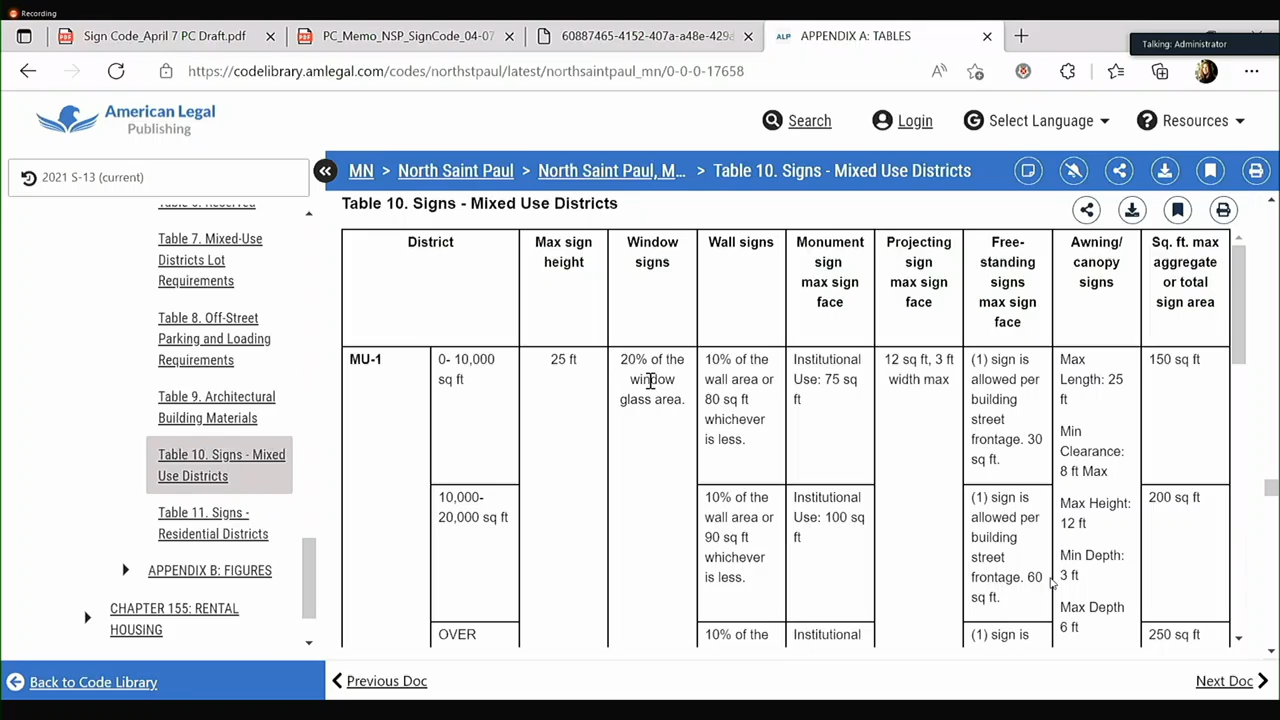 Recording
Sign Code_April 7 PC Draft.pdf
PC_Memo_NSP_SignCode_04-07
60887465-4152-407a-a48e-429a
ALP APPENDIX A: TABLES
Talking: Administrator
https://codelibrary.amlegal.com/codes/northstpaul/latest/northsaintpaul_mn/0-0-0-17658
American Legal
Publishing
Search
Login
Select Language
Resources
2021 S-13 (current)
MN > North Saint Paul > North Saint Paul, M... > Table 10. Signs - Mixed Use Districts
Table 7. Mixed-Use
Districts Lot
Requirements
Table 8. Off-Street
Parking and Loading
Requirements
Table 9. Architectural
Building Materials
Table 10. Signs - Mixed
Use Districts
Table 11. Signs -
Residential Districts
APPENDIX B: FIGURES
CHAPTER 155: RENTAL
HOUSING
Back to Code Library
Table 10. Signs - Mixed Use Districts
District
Max sign
height
Window
signs
Wall signs
Monument
sign
max sign
face
Projecting
sign
max sign
face
Free-
standing
signs
max sign
face
Awning/
canopy
signs
Sq. ft. max
aggregate
or total
sign area
MU-1
0- 10,000
sq ft
25 ft
20% of the
window
glass area.
10% of the
wall area or
80 sq ft
whichever
is less.
Institutional
Use: 75 sq
ft
12 sq ft, 3 ft
width max
(1) sign is
allowed per
building
street
frontage. 30
sq ft.
Max
Length: 25
ft
Min
Clearance:
8 ft Max
Max Height:
12 ft
Min Depth:
3 ft
Max Depth
6 ft
150 sq ft
10,000-
20,000 sq ft
10% of the
wall area or
90 sq ft
whichever
is less.
Institutional
Use: 100 sq
ft
(1) sign is
allowed per
building
street
frontage. 60
sq ft.
200 sq ft
OVER
10% of the
Institutional
(1) sign is
250 sq ft
Previous Doc
Next Doc